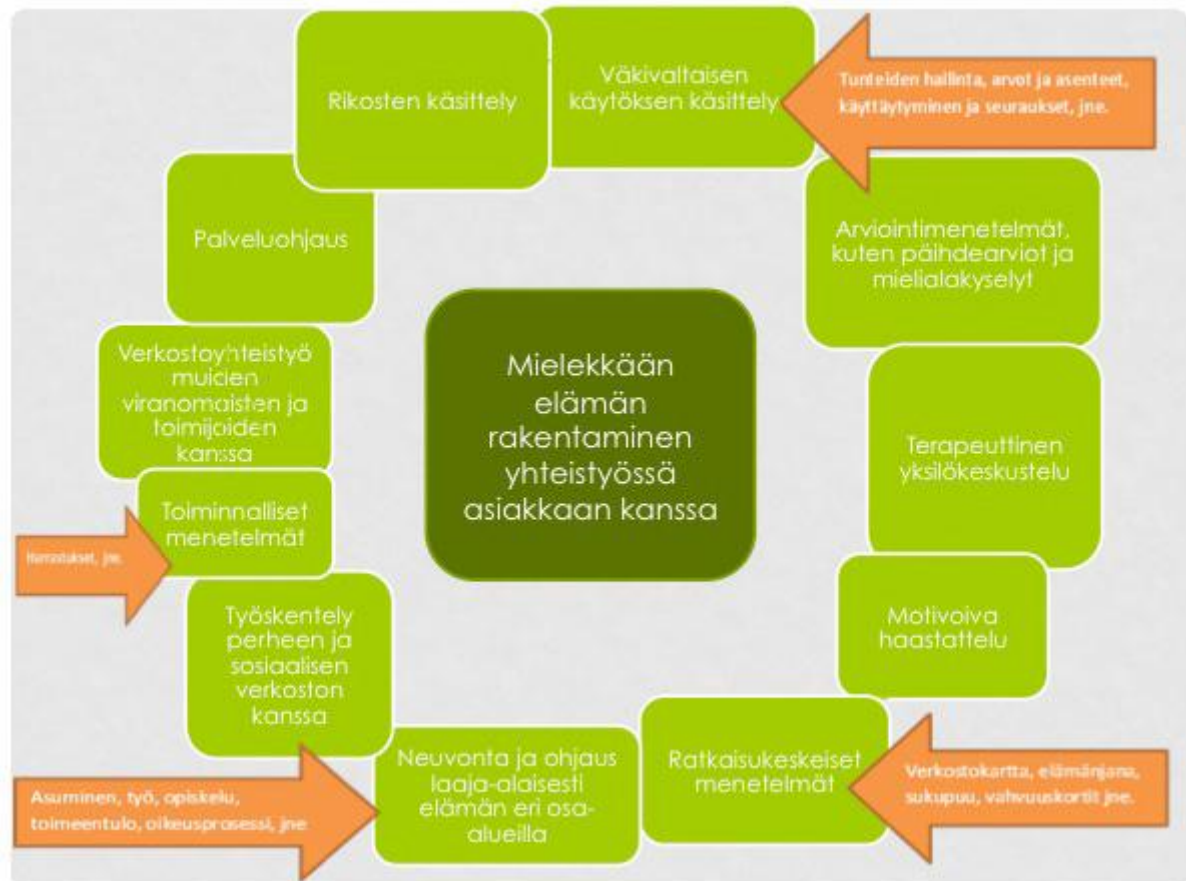 Rikosten käsittely
Väkivaltaisen
käytöksen käsittely
Tunteiden hallinta, arvot ja asenteet,
käyttäytyminen ja seuraukset, jne.
Arviointimenetelmät,
kuten päihdearviot ja
mielialakyselyt
Terapeuttinen
yksilökeskustelu
Motivoiva
haastattelu
Ratkaisukeskeiset
menetelmät
Verkostokartta, elämänjana,
sukupuu, vahvuuskortit jne.
Neuvonta ja ohjaus
laaja-alaisesti
elämän eri osa-
alueilla
Asuminen, työ, opiskelu,
toimeentulo, oikeusprosessi, jne
Työskentely
perheen ja
sosiaalisen
verkoston
kanssa
Toiminnalliset
menetelmät
Harrastukset, jne.
Verkostoyhteistyö
muiden
viranomaisten ja
toimijoiden
kanssa
Palveluohjaus
Mielekkään
elämän
rakentaminen
yhteistyössä
asiakkaan kanssa